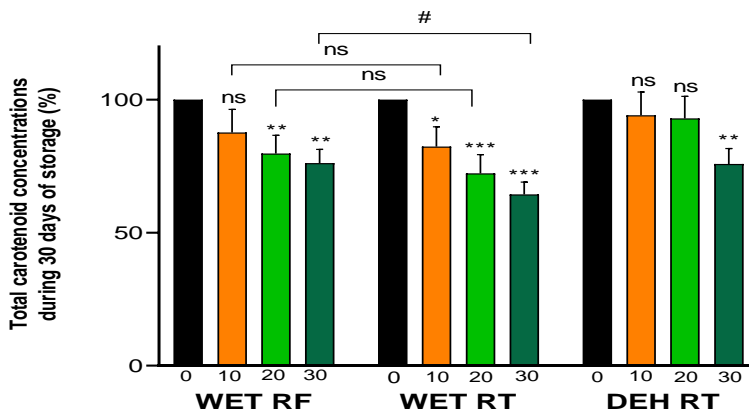 #
ns
ns
ns
**
**
*
***
***
ns
ns
**
Total carotenoid concentrations
during 30 days of storage (%)
100
50
0
0 10 20 30 0 10 20 30 0 10 20 30
WET RF WET RT DEH RT